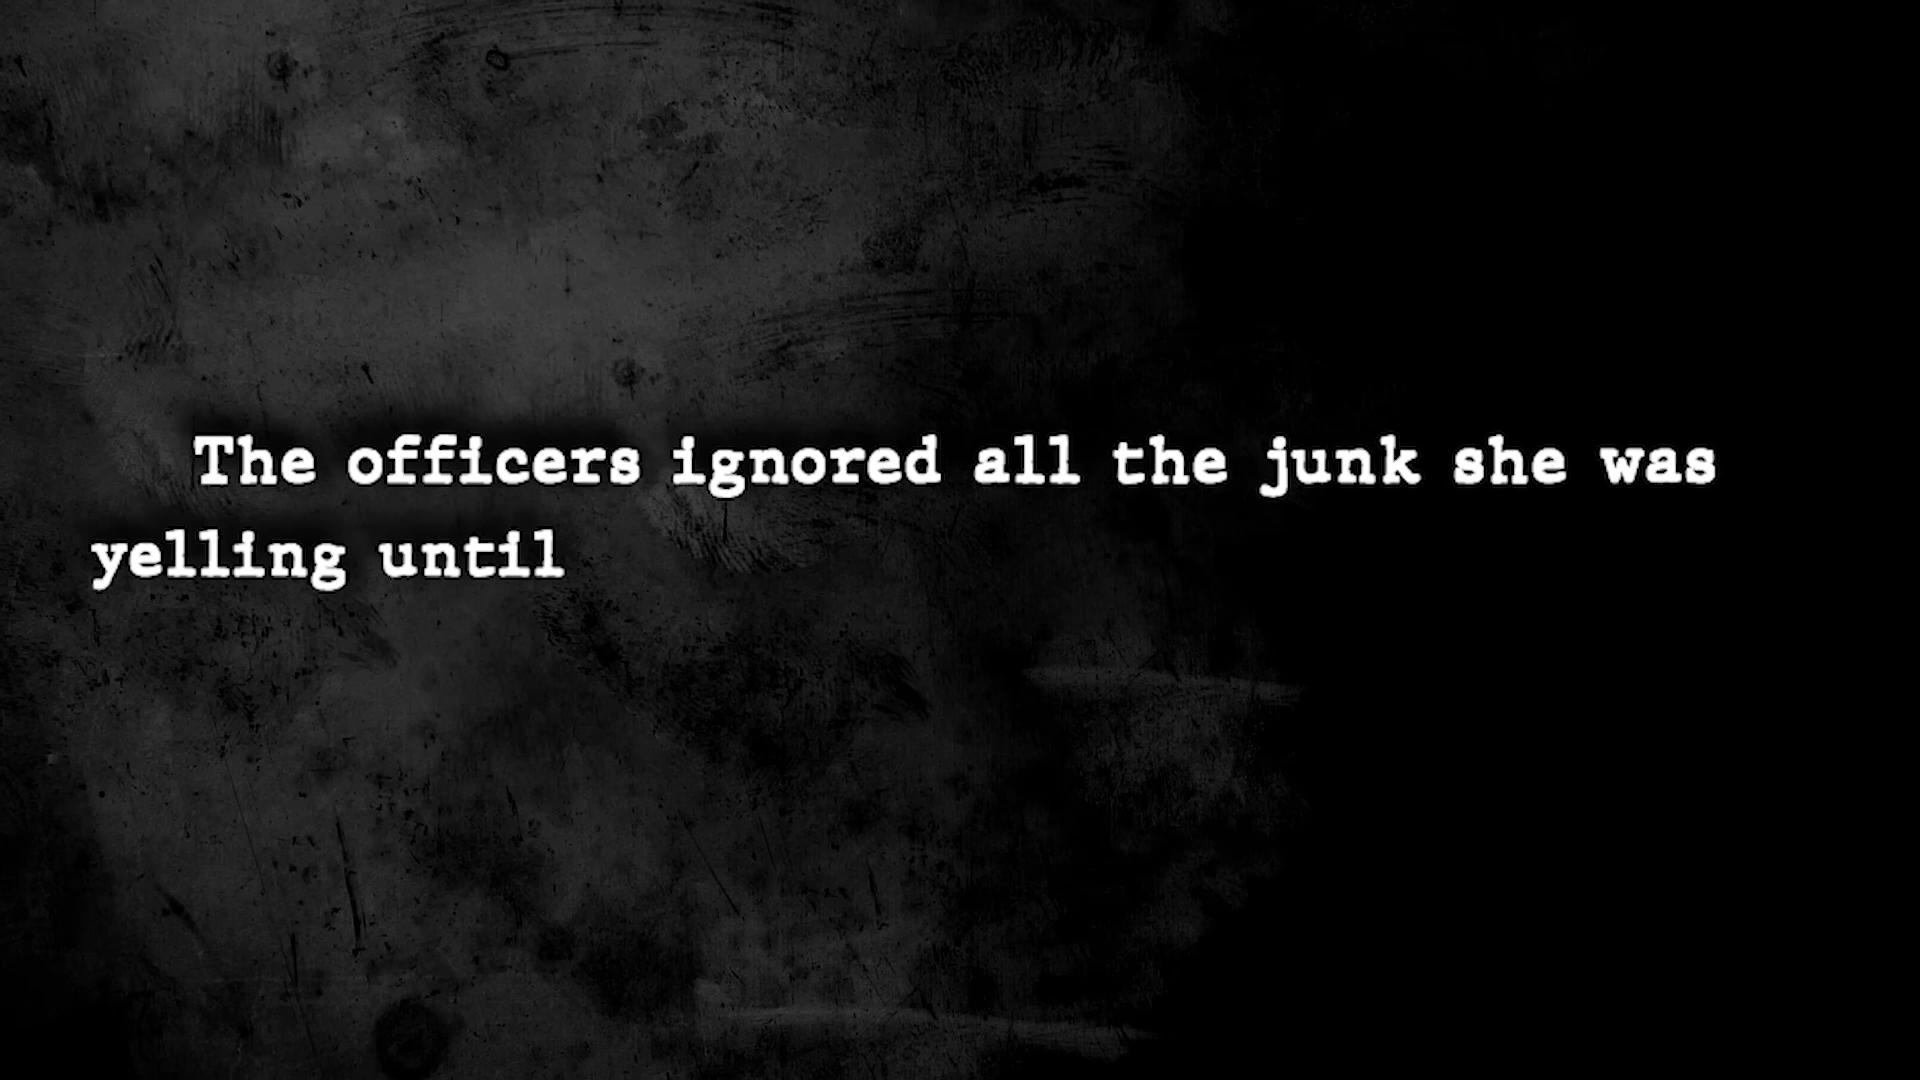 The officers ignored all the junk she was
yelling until